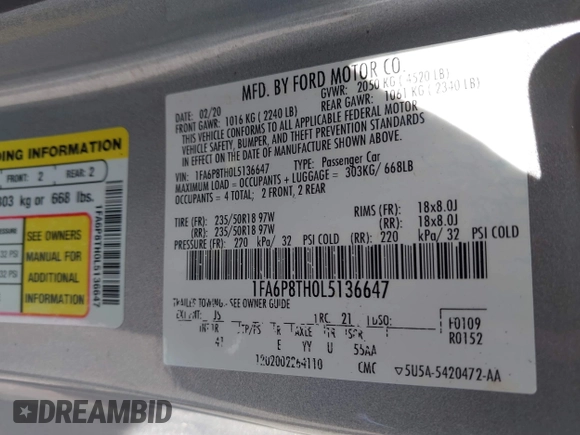 MFD. BY FORD MOTOR CO.
DATE: 02/20 GVWR: 2050 KG ( 4520 LB)
FRONT GAWR: 1016 KG ( 2240 LB) REAR GAWR: 1061 KG ( 2340 LB)
THIS VEHICLE CONFORMS TO ALL APPLICABLE FEDERAL MOTOR
VEHICLE SAFETY, BUMPER, AND THEFT PREVENTION STANDARDS
IN EFFECT ON THE DATE OF MANUFACTURE SHOWN ABOVE.
VIN: 1FA6P8TH0L5136647 TYPE: Passenger Car
MAXIMUM LOAD = OCCUPANTS + LUGGAGE = 303KG/ 668LB
OCCUPANTS = 4 TOTAL; 2 FRONT, 2 REAR
TIRE (FR): 235/50R18 97W RIMS (FR): 18x8.0J
(RR): 235/50R18 97W (RR): 18x8.0J
PRESSURE (FR): 220 kPa/ 32 PSI COLD (RR): 220 kPa/ 32 PSI COLD
1FA6P8TH0L5136647
TRAILER TOWING - SEE OWNER GUIDE
RC: 21 DSO:
F0109
R0152
CMC 5U5A-5420472-AA
DING INFORMATION
FRONT: 2 REAR: 2
303 kg or 668 lbs.
SEE OWNERS
MANUAL FOR
ADDITIONAL
INFORMATION
1FA6P8TH0L5136647
DREAMBID